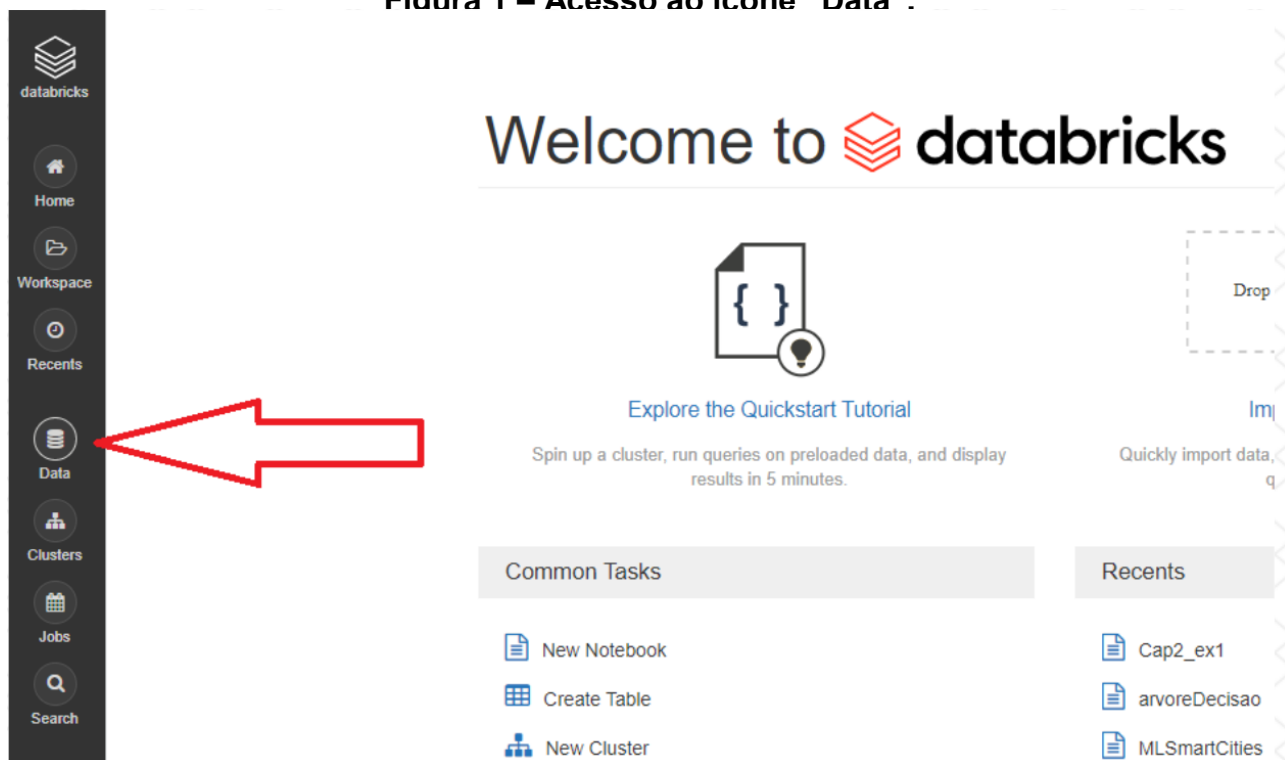 Figura 1 – Acesso ao ícone "Data".
databricks
Home
Workspace
Recents
Data
Clusters
Jobs
Search
Welcome to databricks
{ }
Explore the Quickstart Tutorial
Spin up a cluster, run queries on preloaded data, and display
results in 5 minutes.
Drop
Quickly import data,
Common Tasks
New Notebook
Create Table
New Cluster
Recents
Cap2_ex1
arvoreDecisao
MLSmartCities